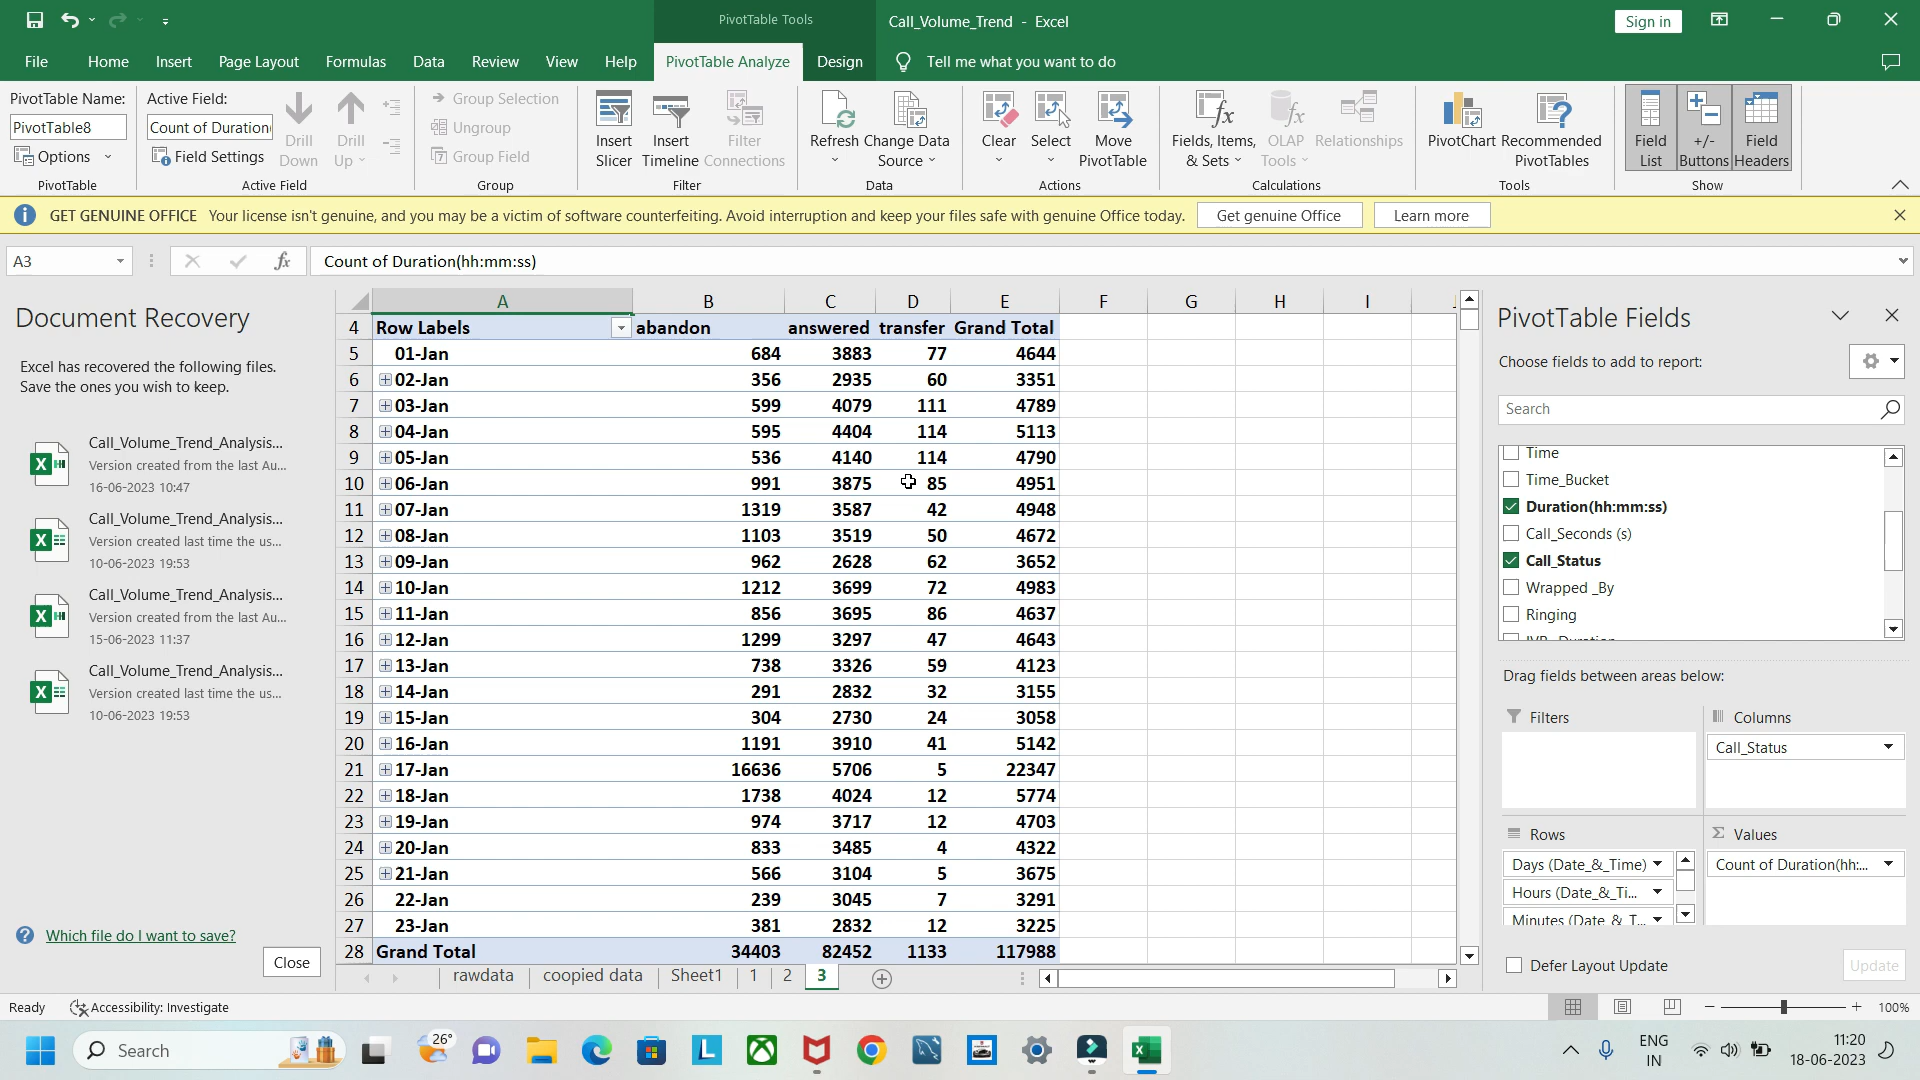 PivotTable Tools
Call_Volume_Trend - Excel
Sign in
File Home Insert Page Layout Formulas Data Review View Help PivotTable Analyze Design Tell me what you want to do
PivotTable Name:
PivotTable8
Options
PivotTable
Active Field:
Count of Duration
Field Settings
Drill Down
Drill Up
Active Field
Group Selection
Ungroup
Group Field
Group
Insert Slicer
Insert Timeline
Filter Connections
Filter
Refresh
Change Data Source
Data
Clear
Select
Move PivotTable
Actions
Fields, Items, & Sets
OLAP Tools
Relationships
Calculations
PivotChart
Recommended PivotTables
Tools
Field List
+/- Buttons
Field Headers
Show
GET GENUINE OFFICE Your license isn't genuine, and you may be a victim of software counterfeiting. Avoid interruption and keep your files safe with genuine Office today. Get genuine Office Learn more
A3 fx Count of Duration(hh:mm:ss)
Document Recovery
Excel has recovered the following files.
Save the ones you wish to keep.
Call_Volume_Trend_Analysis...
Version created from the last Au...
16-06-2023 10:47
Call_Volume_Trend_Analysis...
Version created last time the us...
10-06-2023 19:53
Call_Volume_Trend_Analysis...
Version created from the last Au...
15-06-2023 11:37
Call_Volume_Trend_Analysis...
Version created last time the us...
10-06-2023 19:53
Which file do I want to save?
Close
A B C D E F G H I
4 Row Labels abandon answered transfer Grand Total
5 01-Jan 684 3883 77 4644
6 02-Jan 356 2935 60 3351
7 03-Jan 599 4079 111 4789
8 04-Jan 595 4404 114 5113
9 05-Jan 536 4140 114 4790
10 06-Jan 991 3875 85 4951
11 07-Jan 1319 3587 42 4948
12 08-Jan 1103 3519 50 4672
13 09-Jan 962 2628 62 3652
14 10-Jan 1212 3699 72 4983
15 11-Jan 856 3695 86 4637
16 12-Jan 1299 3297 47 4643
17 13-Jan 738 3326 59 4123
18 14-Jan 291 2832 32 3155
19 15-Jan 304 2730 24 3058
20 16-Jan 1191 3910 41 5142
21 17-Jan 16636 5706 5 22347
22 18-Jan 1738 4024 12 5774
23 19-Jan 974 3717 12 4703
24 20-Jan 833 3485 4 4322
25 21-Jan 566 3104 5 3675
26 22-Jan 239 3045 7 3291
27 23-Jan 381 2832 12 3225
28 Grand Total 34403 82452 1133 117988
rawdata coopied data Sheet1 1 2 3
PivotTable Fields
Choose fields to add to report:
Search
Time
Time_Bucket
Duration(hh:mm:ss)
Call_Seconds (s)
Call_Status
Wrapped _By
Ringing
Drag fields between areas below:
Filters
Columns
Call_Status
Rows
Days (Date_&_Time)
Hours (Date_&_Ti...
Minutes (Date_&_T...
Values
Count of Duration(hh:...
Defer Layout Update
Update
Ready Accessibility: Investigate 100%
Search
26°
ENG
IN
11:20
18-06-2023